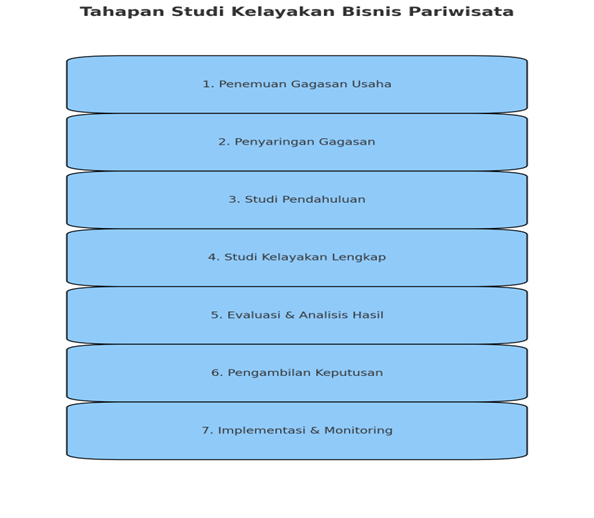 Tahapan Studi Kelayakan Bisnis Pariwisata
1. Penemuan Gagasan Usaha
2. Penyaringan Gagasan
3. Studi Pendahuluan
4. Studi Kelayakan Lengkap
5. Evaluasi & Analisis Hasil
6. Pengambilan Keputusan
7. Implementasi & Monitoring